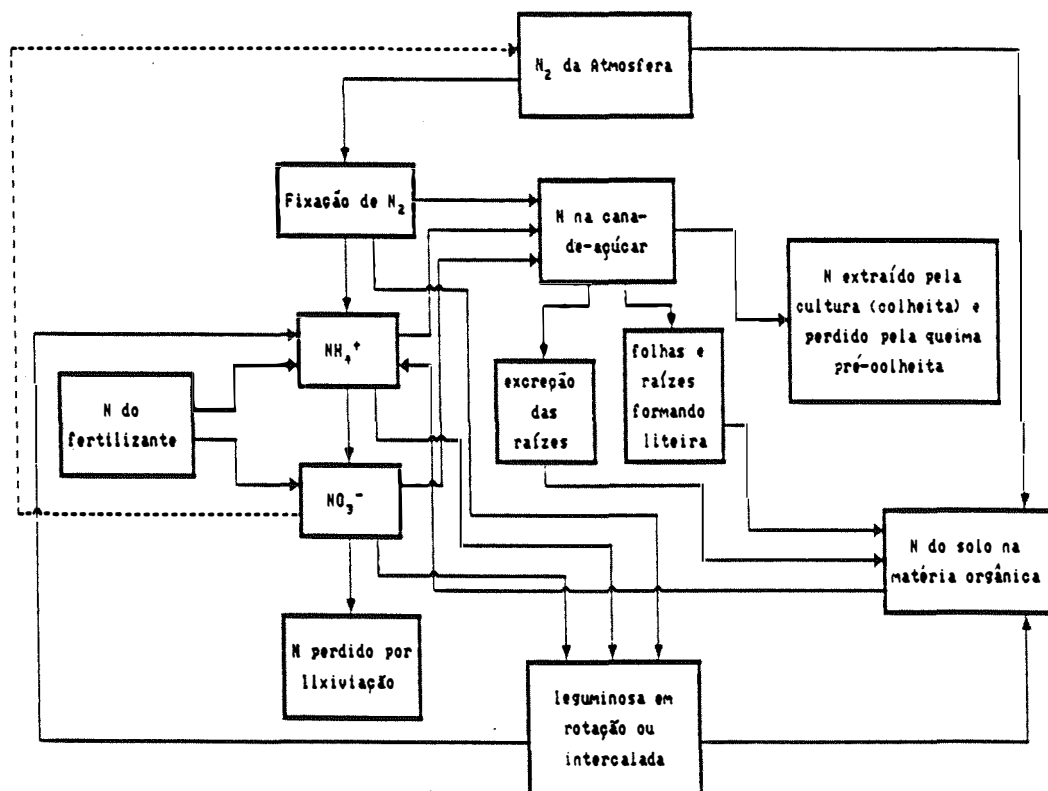 N₂ da Atmosfera
Fixação de N₂
N na cana-
de-açúcar
N extraído pela
cultura (colheita) e
perdido pela queima
pré-colheita
NH₄⁺
folhas e
raízes
formando
liteira
excreção
das
raízes
N do
fertilizante
NO₃⁻
N do solo na
matéria orgânica
N perdido por
lixiviação
leguminosa em
rotação ou
intercalada